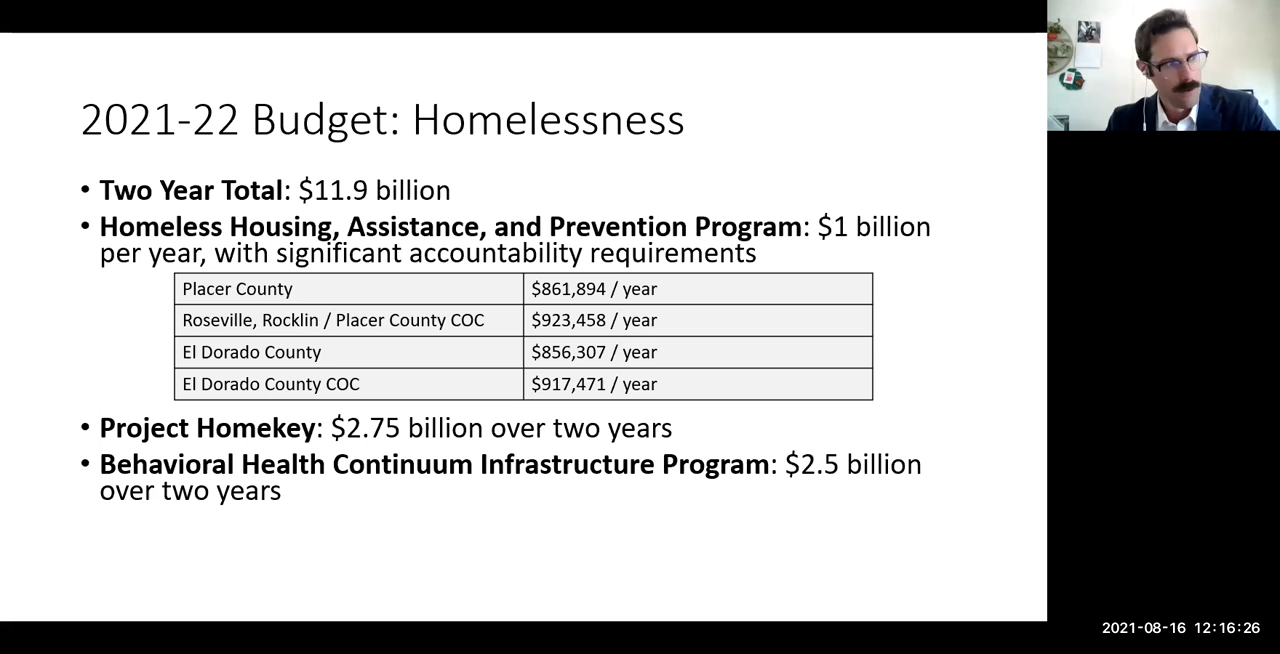 2021-22 Budget: Homelessness
• Two Year Total: $11.9 billion
• Homeless Housing, Assistance, and Prevention Program: $1 billion
per year, with significant accountability requirements
Placer County $861,894 / year
Roseville, Rocklin / Placer County COC $923,458 / year
El Dorado County $856,307 / year
El Dorado County COC $917,471 / year
• Project Homekey: $2.75 billion over two years
• Behavioral Health Continuum Infrastructure Program: $2.5 billion
over two years
2021-08-16 12:16:26